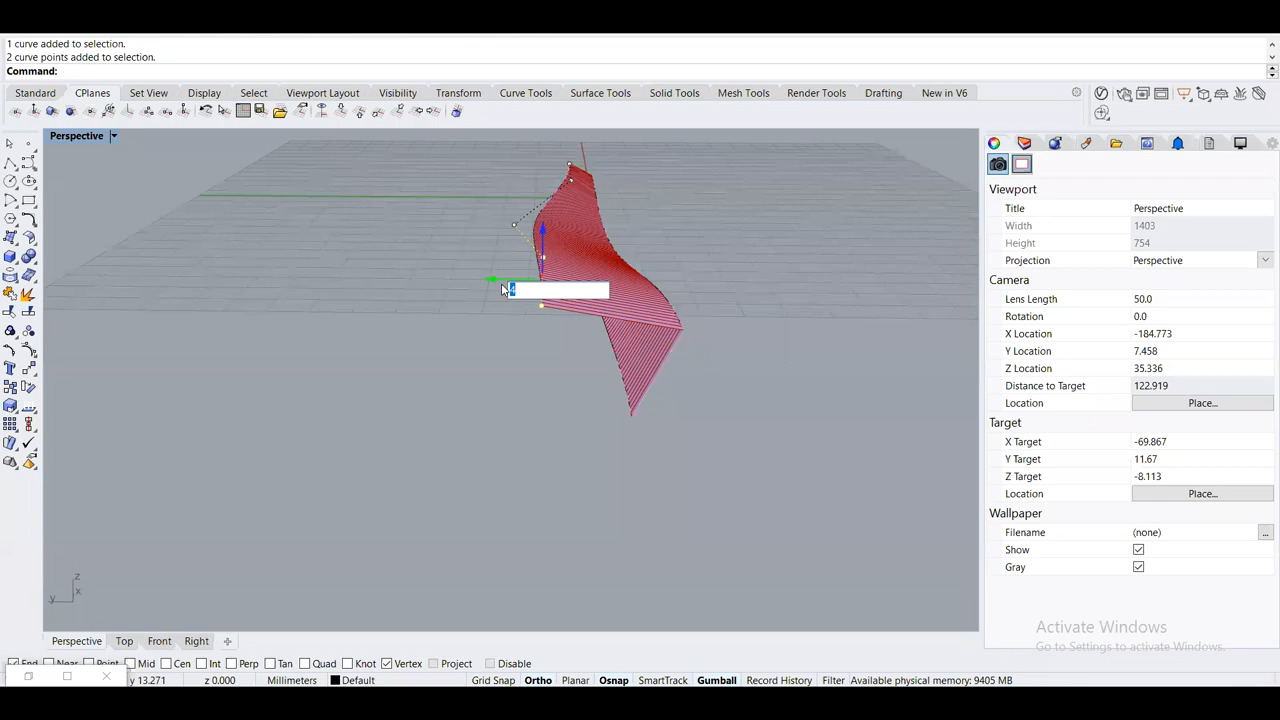 1 curve added to selection.
2 curve points added to selection.
Command:
Standard CPlanes Set View Display Select Viewport Layout Visibility Transform Curve Tools Surface Tools Solid Tools Mesh Tools Render Tools Drafting New in V6
Perspective
Viewport
Title Perspective
Width 1403
Height 754
Projection Perspective
Camera
Lens Length 50.0
Rotation 0.0
X Location -184.773
Y Location 7.458
Z Location 35.336
Distance to Target 122.919
Location Place...
Target
X Target -69.867
Y Target 11.67
Z Target -8.113
Location Place...
Wallpaper
Filename (none) ...
Show
Gray
z
x
y
Activate Windows
Go to Settings to activate Windows.
Perspective Top Front Right
End Near Point Mid Cen Int Perp Tan Quad Knot Vertex Project Disable
y 13.271 z 0.000 Millimeters Default Grid Snap Ortho Planar Osnap SmartTrack Gumball Record History Filter Available physical memory: 9405 MB